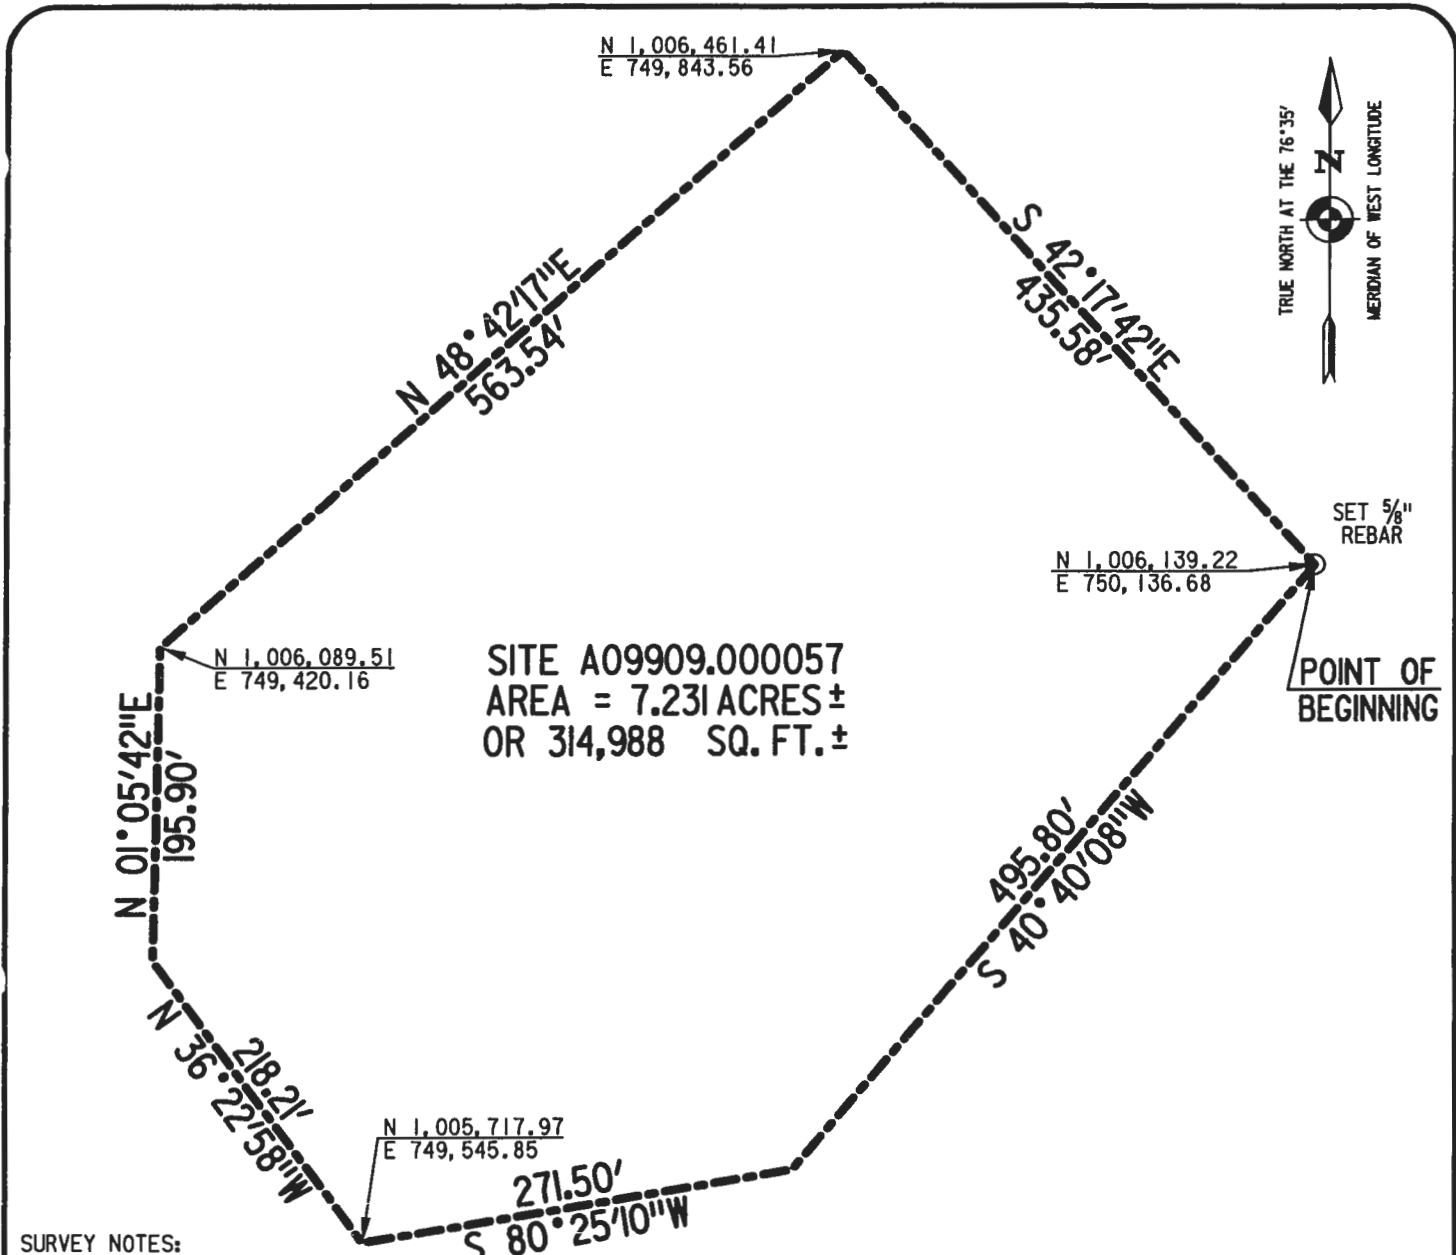 N 1,006,461.41
E 749,843.56
TRUE NORTH AT THE 76°35'
N
MERIDIAN OF WEST LONGITUDE
S 42°17'42"E
435.58'
N 48°42'17"E
563.54'
SET 5/8"
REBAR
N 1,006,139.22
E 750,136.68
POINT OF
BEGINNING
N 1,006,089.51
E 749,420.16
SITE A09909.000057
AREA = 7.231 ACRES±
OR 314,988 SQ. FT.±
N 01°05'42"E
195.90'
495.80'
S 40°40'08"W
218.21'
N 36°22'58"W
N 1,005,717.97
E 749,545.85
271.50'
S 80°25'10"W
SURVEY NOTES: